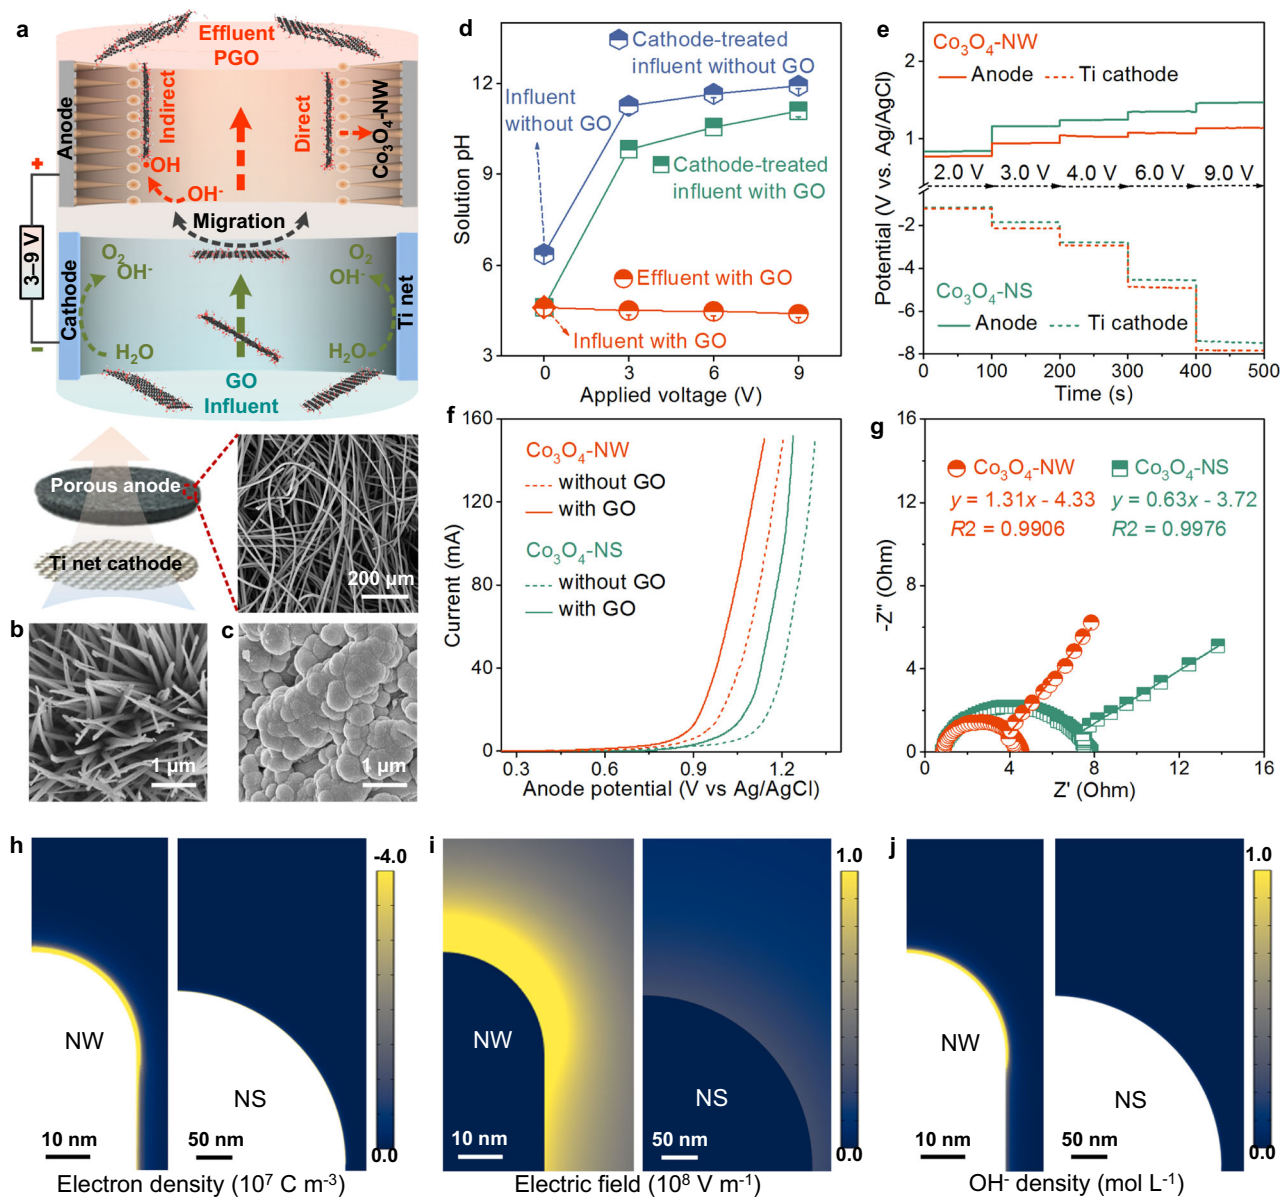 a
Effluent
PGO
Anode
Indirect
Direct
Co3O4-NW
•OH
OH-
+
3–9 V
−
Migration
Cathode
O2
OH-
H2O
O2
OH-
H2O
Ti net
GO
Influent
Porous anode
Ti net cathode
200 μm
b
1 μm
c
1 μm
d
Cathode-treated
influent without GO
Influent
without GO
Cathode-treated
influent with GO
Effluent with GO
Influent with GO
Solution pH
12
9
6
3
0
3
6
9
Applied voltage (V)
e
Co3O4-NW
Anode
Ti cathode
2.0 V
3.0 V
4.0 V
6.0 V
9.0 V
Co3O4-NS
Anode
Ti cathode
Potential (V vs. Ag/AgCl)
2
1
-2
-4
-6
-8
0
100
200
300
400
500
Time (s)
f
Co3O4-NW
without GO
with GO
Co3O4-NS
without GO
with GO
Current (mA)
160
120
80
40
0
0.3
0.6
0.9
1.2
Anode potential (V vs Ag/AgCl)
g
Co3O4-NW
y = 1.31x - 4.33
R2 = 0.9906
Co3O4-NS
y = 0.63x - 3.72
R2 = 0.9976
-Z" (Ohm)
16
12
8
4
0
0
4
8
12
16
Z' (Ohm)
h
NW
10 nm
NS
50 nm
-4.0
0.0
Electron density (10⁷ C m⁻³)
i
NW
10 nm
NS
50 nm
1.0
0.0
Electric field (10⁸ V m⁻¹)
j
NW
10 nm
NS
50 nm
1.0
0.0
OH⁻ density (mol L⁻¹)